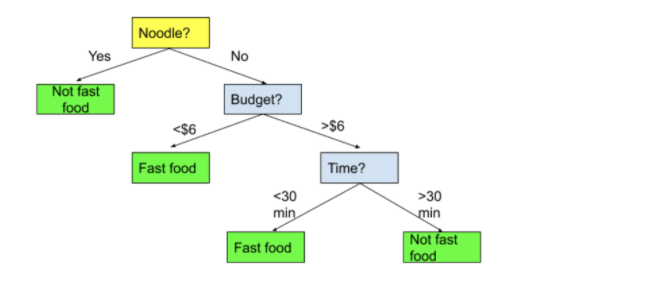 Noodle?
Yes
No
Not fast
food
Budget?
<$6
>$6
Fast food
Time?
<30
min
>30
min
Fast food
Not fast
food